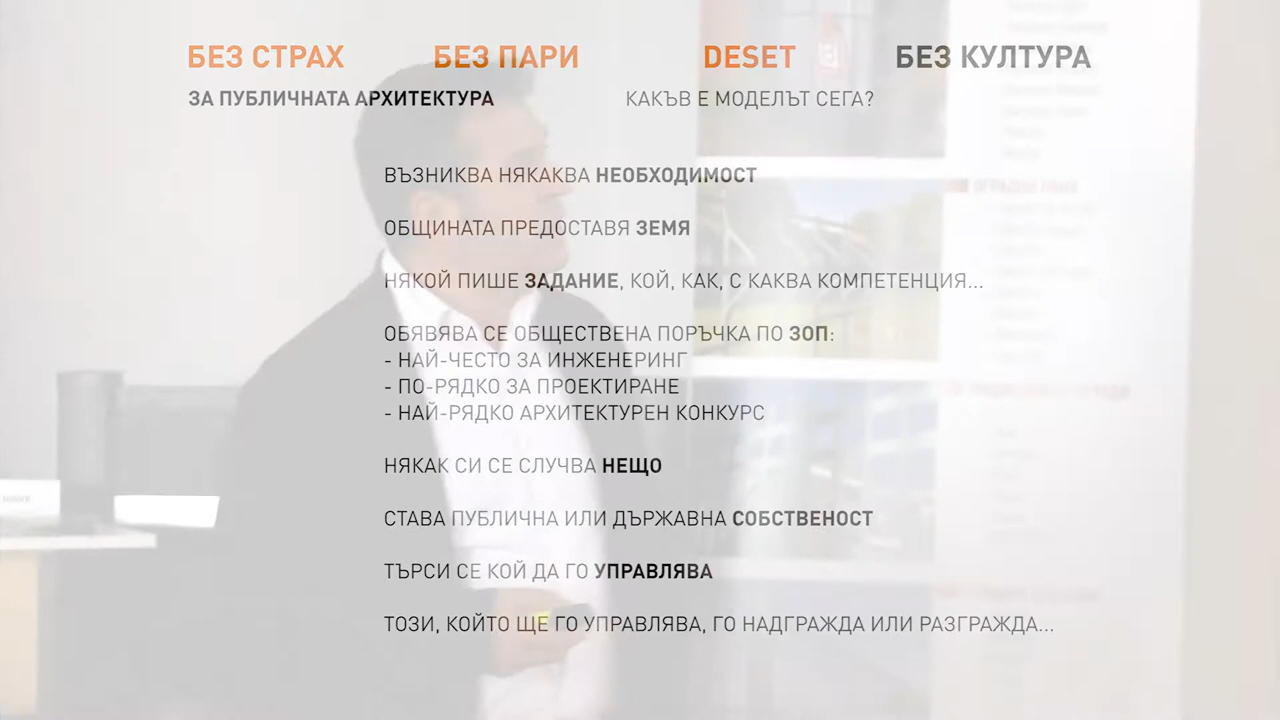 БЕЗ СТРАХ БЕЗ ПАРИ DESET БЕЗ КУЛТУРА
ЗА ПУБЛИЧНАТА АРХИТЕКТУРА КАКЪВ Е МОДЕЛЪТ СЕГА?
ВЪЗНИКВА НЯКАКВА НЕОБХОДИМОСТ
ОБЩИНАТА ПРЕДОСТАВЯ ЗЕМЯ
НЯКОЙ ПИШЕ ЗАДАНИЕ, КОЙ, КАК, С КАКВА КОМПЕТЕНЦИЯ...
ОБЯВЯВА СЕ ОБЩЕСТВЕНА ПОРЪЧКА ПО ЗОП:
- НАЙ-ЧЕСТО ЗА ИНЖЕНЕРИНГ
- ПО-РЯДКО ЗА ПРОЕКТИРАНЕ
- НАЙ-РЯДКО АРХИТЕКТУРЕН КОНКУРС
НЯКАК СИ СЕ СЛУЧВА НЕЩО
СТАВА ПУБЛИЧНА ИЛИ ДЪРЖАВНА СОБСТВЕНОСТ
ТЪРСИ СЕ КОЙ ДА ГО УПРАВЛЯВА
ТОЗИ, КОЙТО ЩЕ ГО УПРАВЛЯВА, ГО НАДГРАЖДА ИЛИ РАЗГРАЖДА...